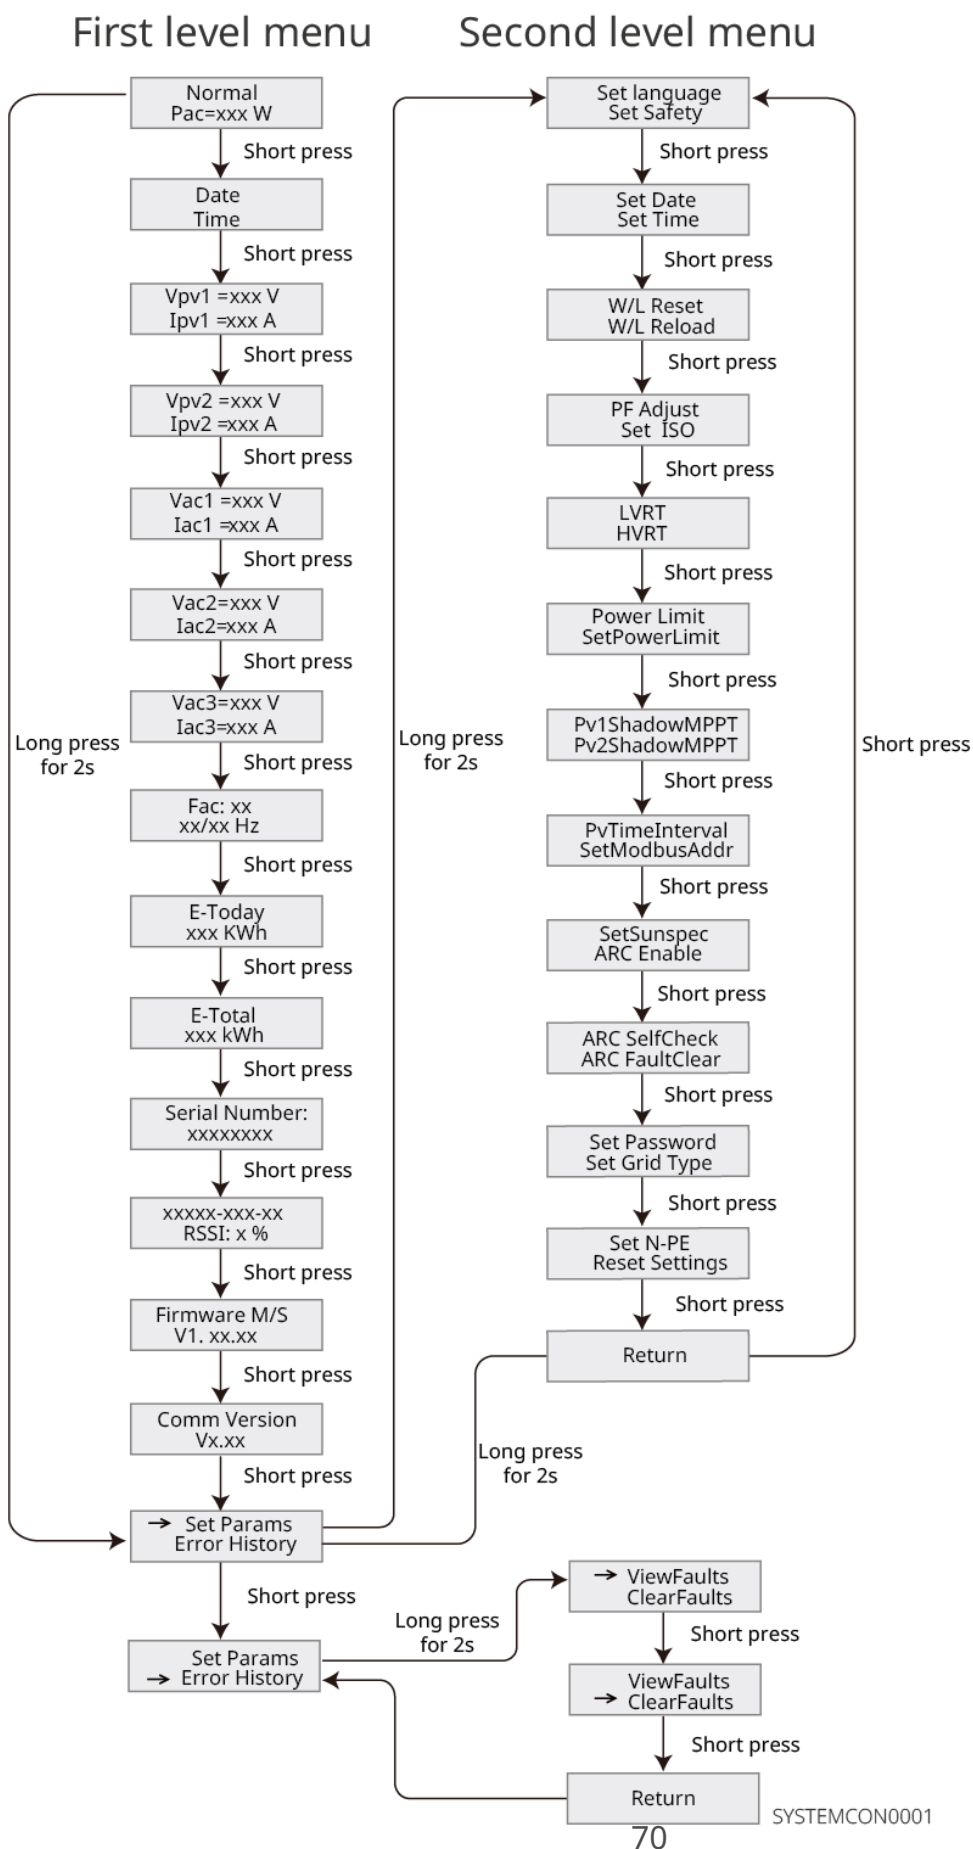 First level menu
Second level menu
Normal
Pac=xxx W
Short press
Date
Time
Short press
Vpv1 =xxx V
Ipv1 =xxx A
Short press
Vpv2 =xxx V
Ipv2 =xxx A
Short press
Vac1 =xxx V
Iac1 =xxx A
Short press
Vac2=xxx V
Iac2=xxx A
Short press
Vac3=xxx V
Iac3=xxx A
Short press
Long press
for 2s
Fac: xx
xx/xx Hz
Short press
E-Today
xxx KWh
Short press
E-Total
xxx kWh
Short press
Serial Number:
xxxxxxxx
Short press
xxxxx-xxx-xx
RSSI: x %
Short press
Firmware M/S
V1. xx.xx
Short press
Comm Version
Vx.xx
Short press
→ Set Params
Error History
Short press
Set Params
→ Error History
Long press
for 2s
Set language
Set Safety
Short press
Set Date
Set Time
Short press
W/L Reset
W/L Reload
Short press
PF Adjust
Set ISO
Short press
LVRT
HVRT
Short press
Power Limit
SetPowerLimit
Short press
Pv1ShadowMPPT
Pv2ShadowMPPT
Short press
PvTimeInterval
SetModbusAddr
Short press
SetSunspec
ARC Enable
Short press
ARC SelfCheck
ARC FaultClear
Short press
Set Password
Set Grid Type
Short press
Set N-PE
Reset Settings
Short press
Return
Short press
Long press
for 2s
Long press
for 2s
→ ViewFaults
ClearFaults
Short press
ViewFaults
→ ClearFaults
Short press
Return
SYSTEMCON0001
70